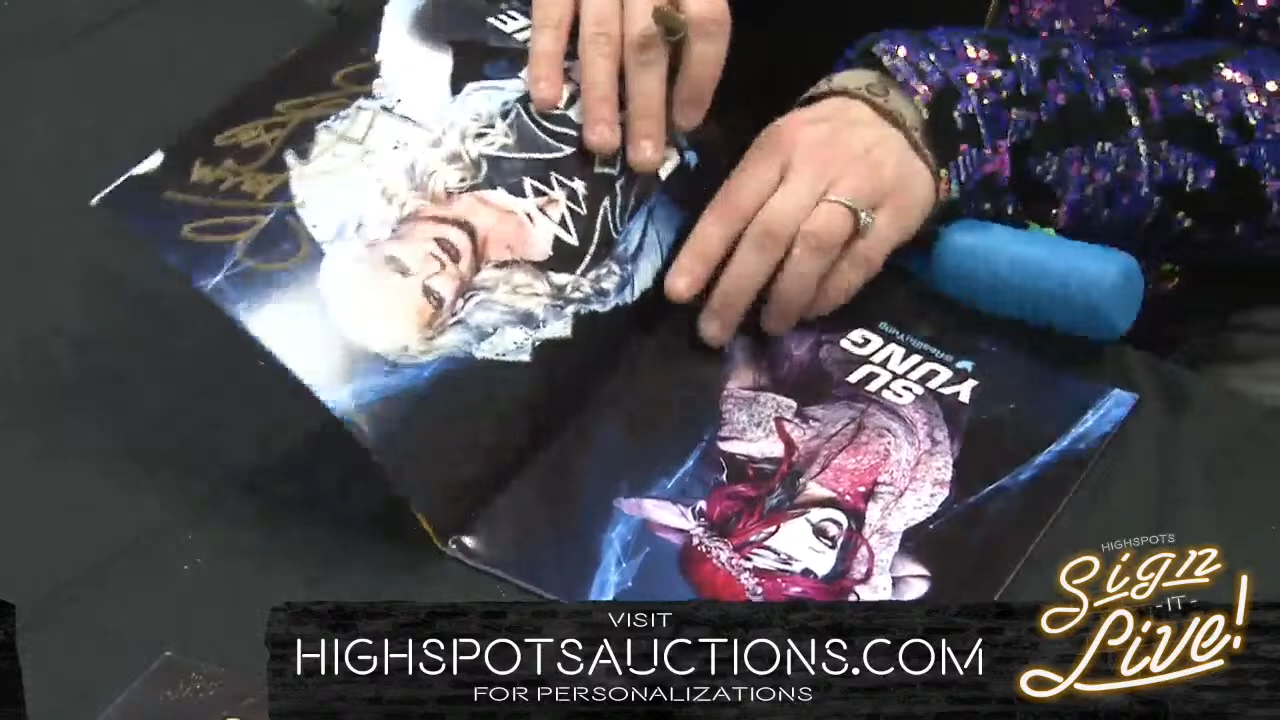 SU
YUNG
@RealSuYung
HIGHSPOTS
Sign
-IT-
Live!
VISIT
HIGHSPOTSAUCTIONS.COM
FOR PERSONALIZATIONS